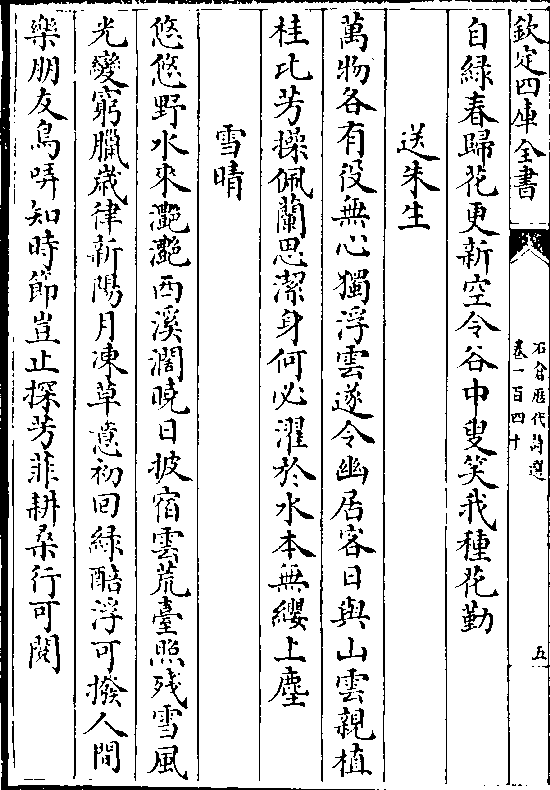 欽定四庫全書
石倉歷代詩選
卷一百四十
五
自緑春歸花更新空令谷中叟笑我種花勤
送朱生
萬物各有役無心獨浮雲遂令幽居客日與山雲親植
桂比芳操佩蘭思潔身何必濯於水本無纓上塵
雪晴
悠悠野水來灔灔西溪濶曉日披宿雲荒臺照残雪風
光變窮臘歲律新陽月凍草意初回緑醅浮可撥人間
樂朋友鳥哢知時節豈止探芳菲耕桑行可閱